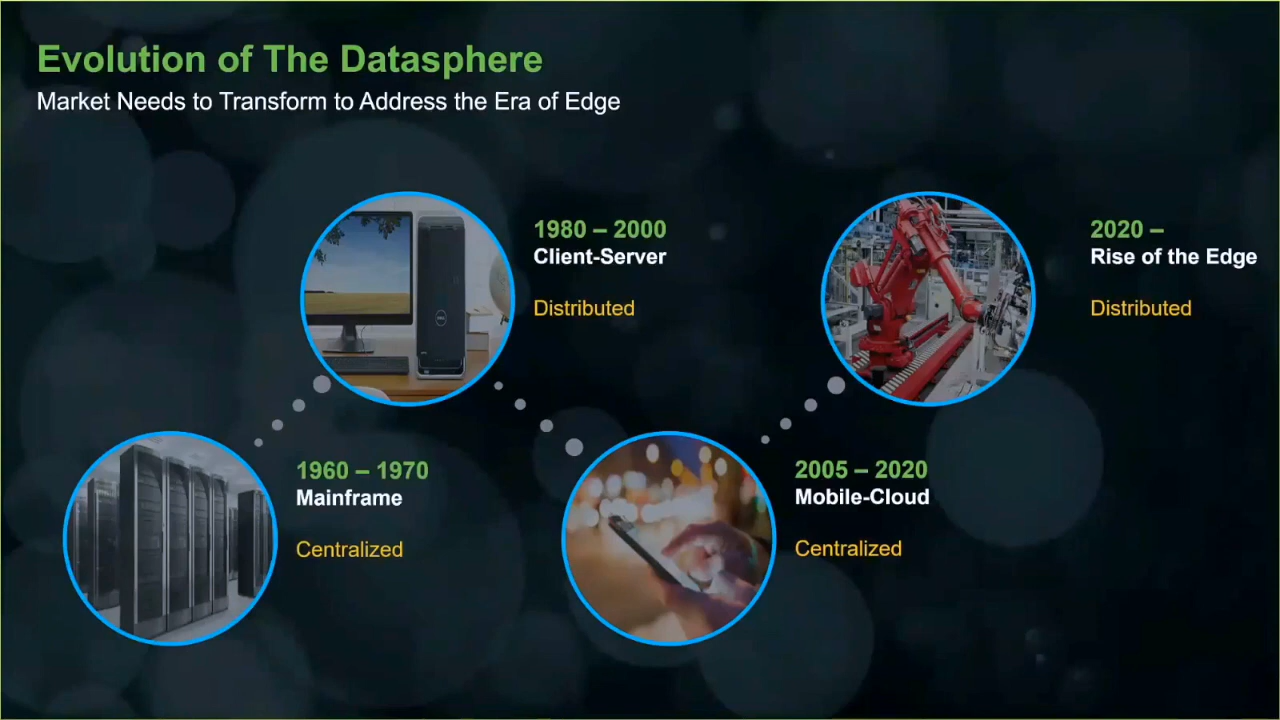 Evolution of The Datasphere
Market Needs to Transform to Address the Era of Edge
1960 – 1970
Mainframe
Centralized
1980 – 2000
Client-Server
Distributed
2005 – 2020
Mobile-Cloud
Centralized
2020 –
Rise of the Edge
Distributed